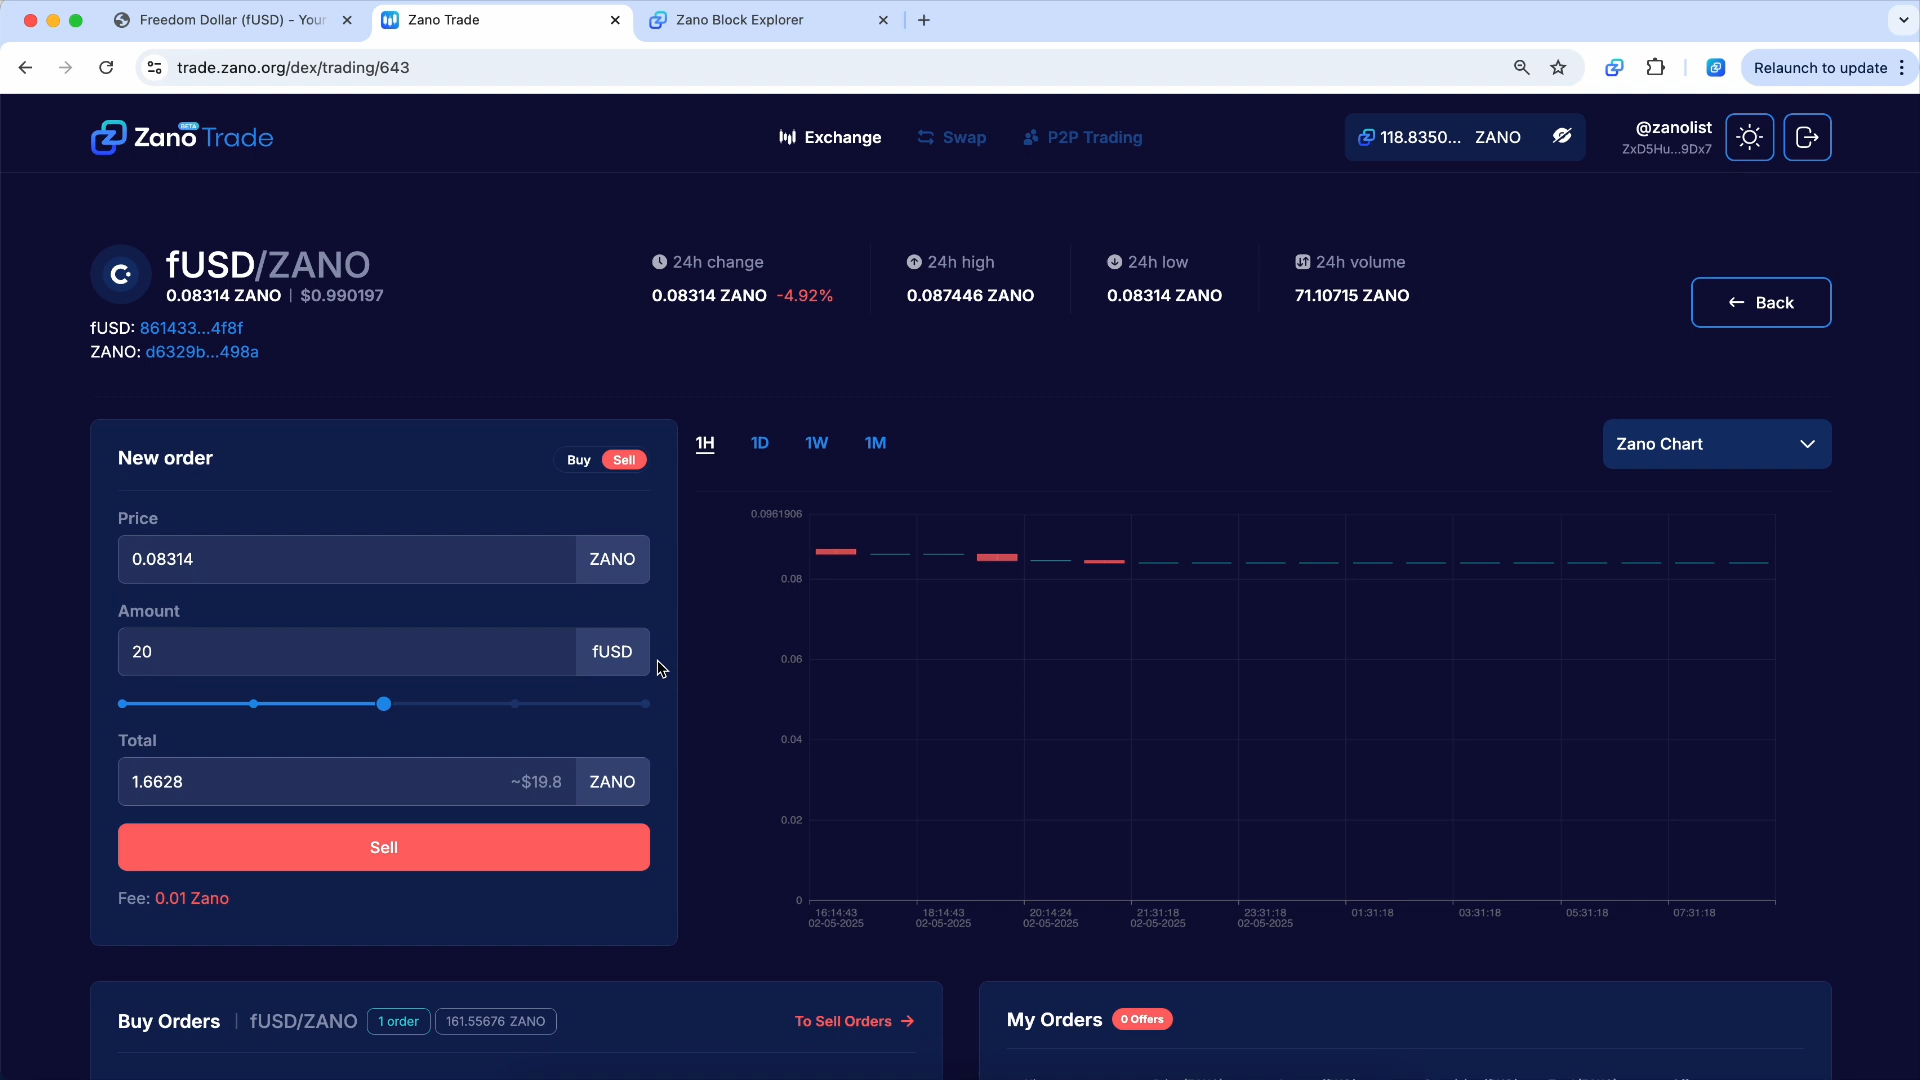 Freedom Dollar (fUSD) - Your
Zano Trade
Zano Block Explorer
trade.zano.org/dex/trading/643
Relaunch to update
Zano Trade
BETA
Exchange
Swap
P2P Trading
118.8350... ZANO
@zanolist
ZxD5Hu...9Dx7
fUSD/ZANO
0.08314 ZANO | $0.990197
fUSD: 861433...4f8f
ZANO: d6329b...498a
24h change
0.08314 ZANO -4.92%
24h high
0.087446 ZANO
24h low
0.08314 ZANO
24h volume
71.10715 ZANO
Back
New order
Buy
Sell
Price
0.08314
ZANO
Amount
20
fUSD
Total
1.6628
~$19.8
ZANO
Sell
Fee: 0.01 Zano
1H
1D
1W
1M
Zano Chart
0.0961906
0.08
0.06
0.04
0.02
0
16:14:43
02-05-2025
18:14:43
02-05-2025
20:14:24
02-05-2025
21:31:18
02-05-2025
23:31:18
02-05-2025
01:31:18
03:31:18
05:31:18
07:31:18
Buy Orders | fUSD/ZANO
1 order
161.55676 ZANO
To Sell Orders
My Orders
0 Offers